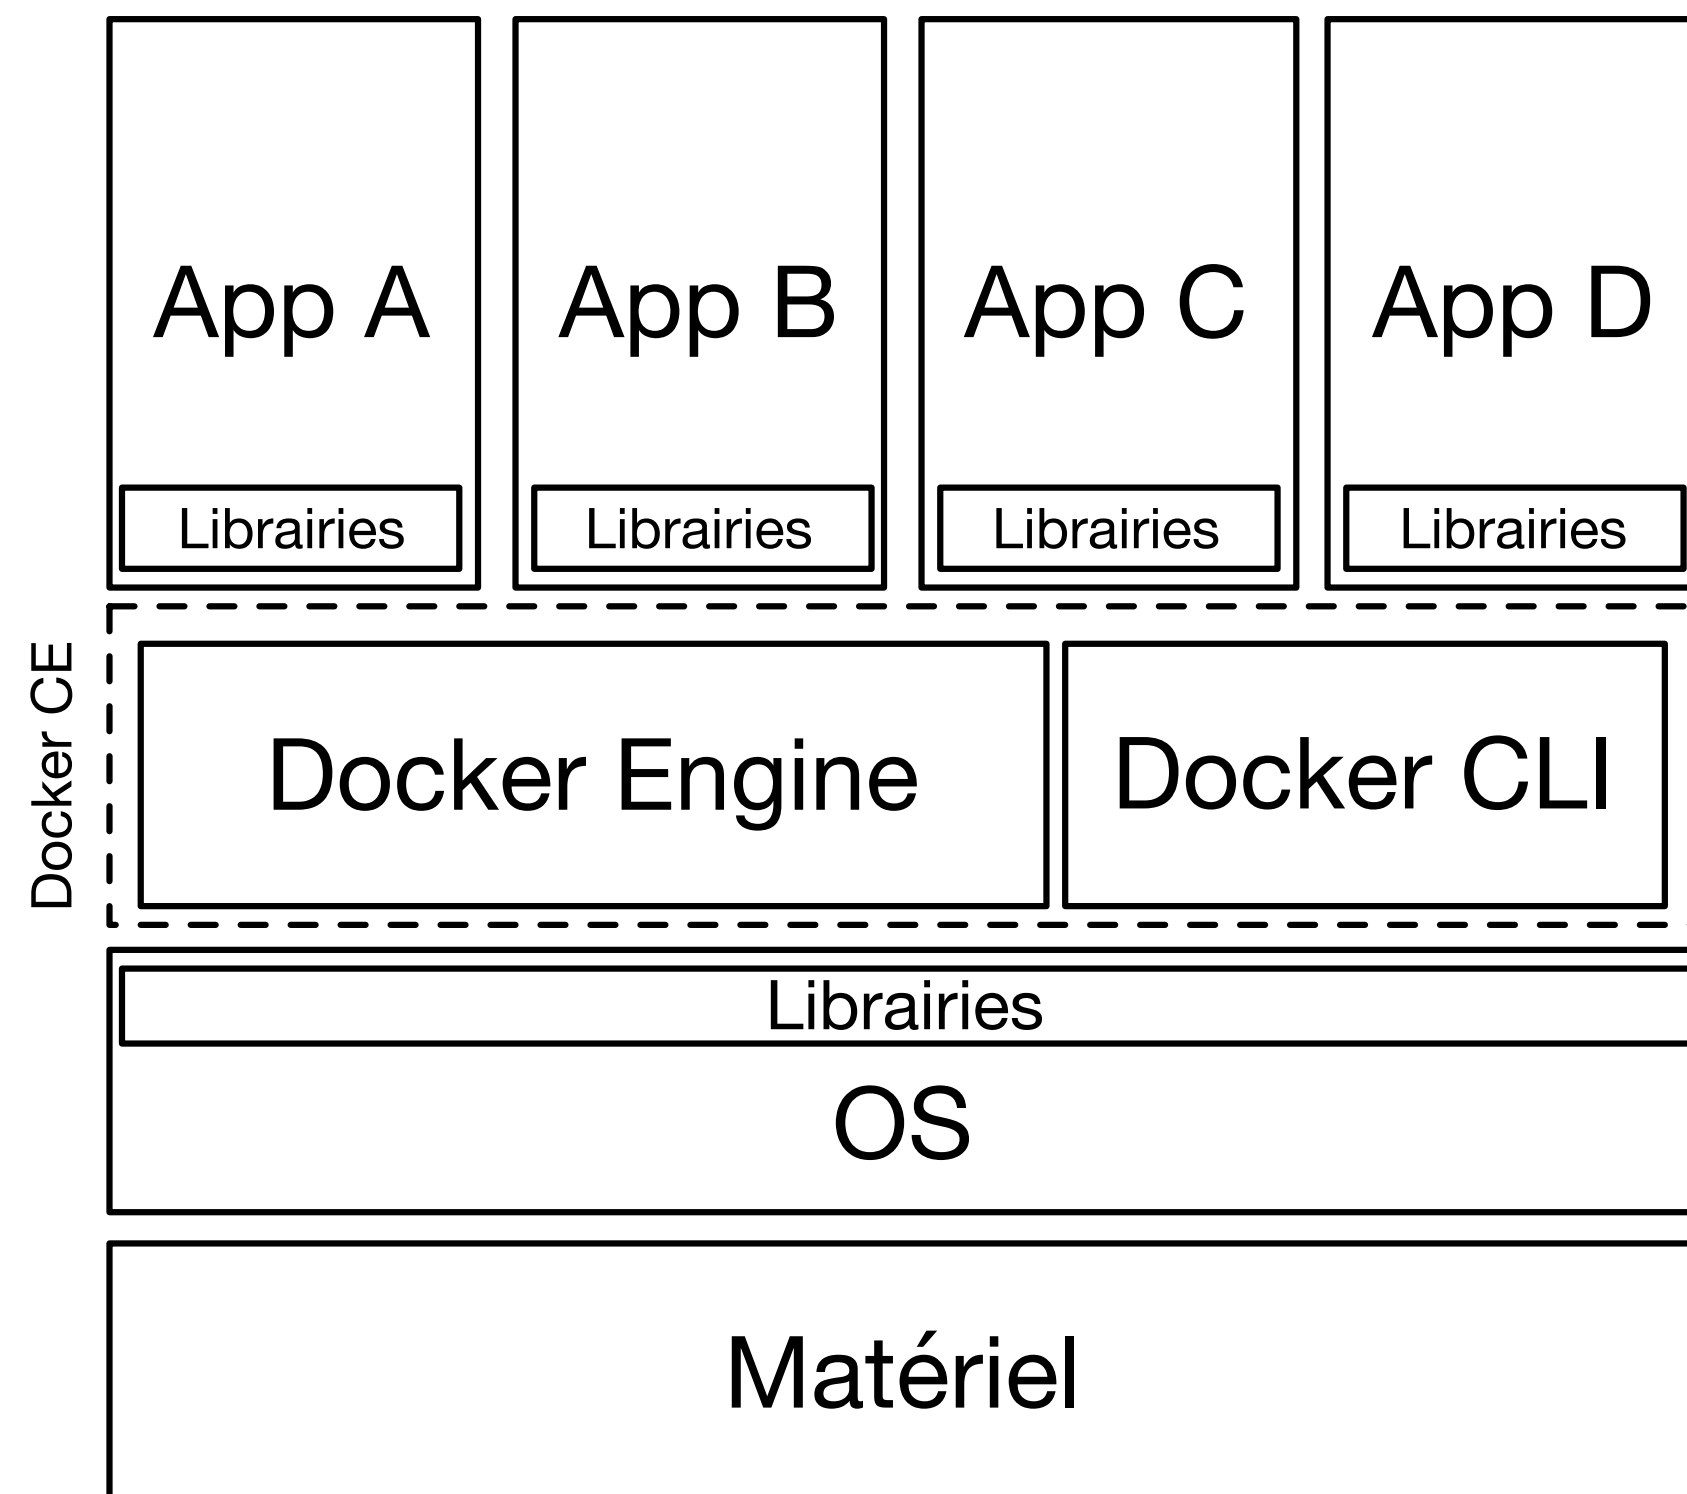 App A
App B
App C
App D
Librairies
Librairies
Librairies
Librairies
Docker CE
Docker Engine
Docker CLI
Librairies
OS
Matériel